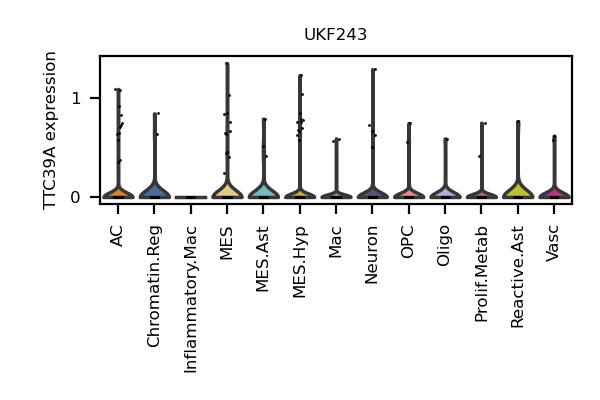 UKF243
TTC39A expression
1
0
AC
Chromatin.Reg
Inflammatory.Mac
MES
MES.Ast
MES.Hyp
Mac
Neuron
OPC
Oligo
Prolif.Metab
Reactive.Ast
Vasc